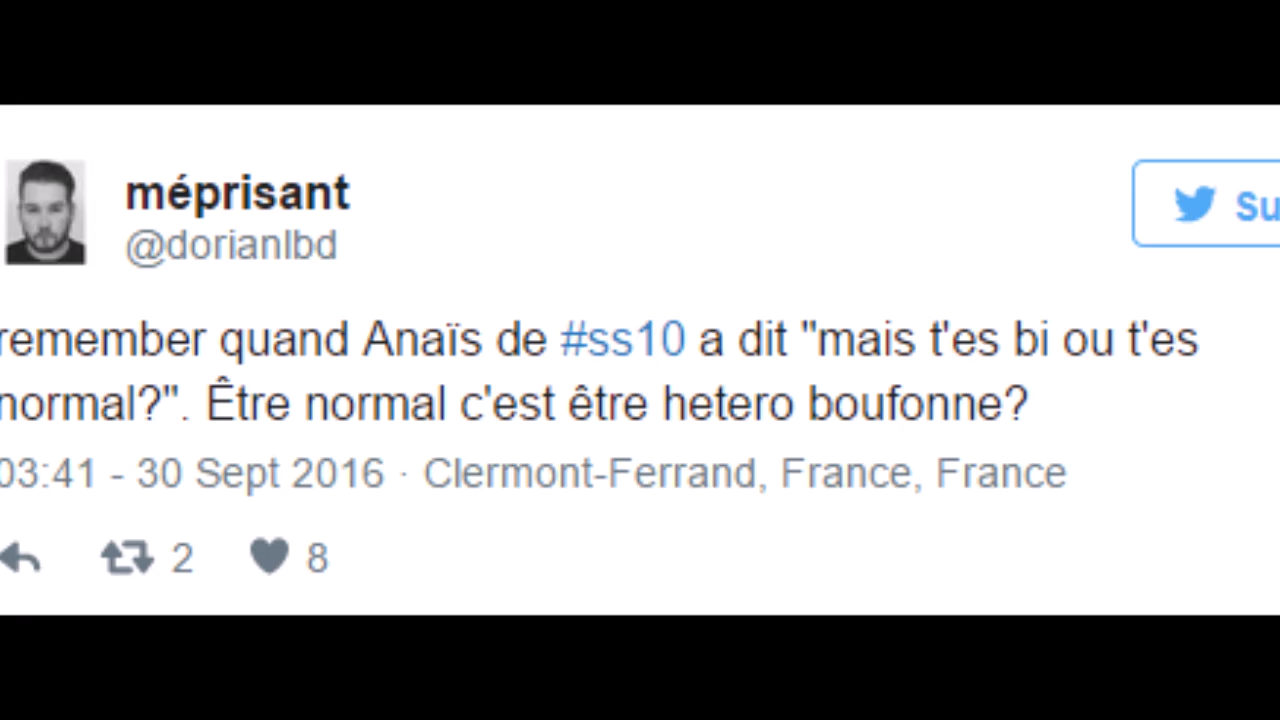 méprisant
Su
@dorianlbd
remember quand Anaïs de #ss10 a dit "mais t'es bi ou t'es
normal?". Être normal c'est être hetero boufonne?
03:41 - 30 Sept 2016 · Clermont-Ferrand, France, France
2 8